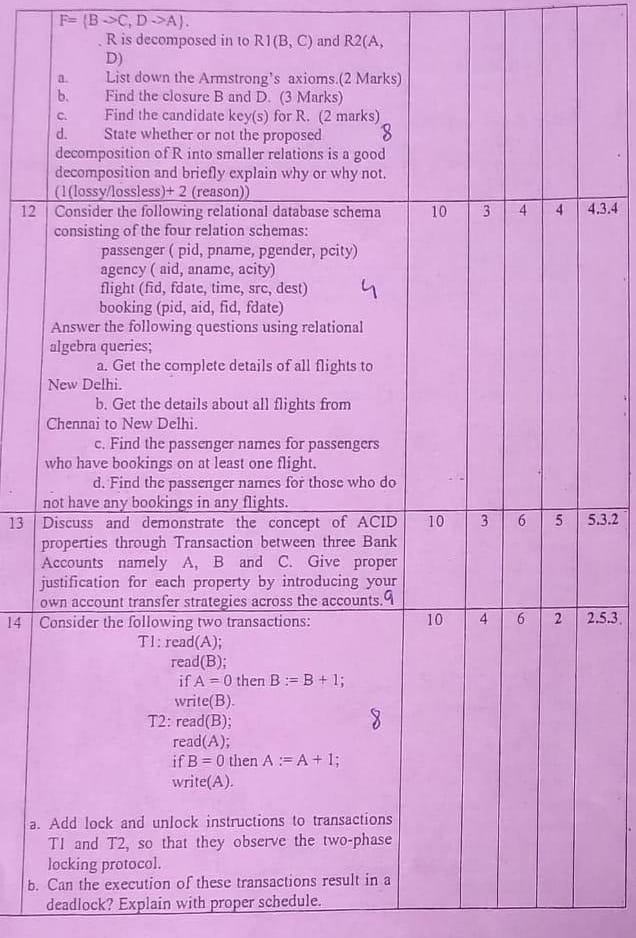 F= {B ->C, D ->A}.
R is decomposed in to R1(B, C) and R2(A,
D)
a. List down the Armstrong's axioms.(2 Marks)
b. Find the closure B and D. (3 Marks)
c. Find the candidate key(s) for R. (2 marks)
d. State whether or not the proposed 8
decomposition of R into smaller relations is a good
decomposition and briefly explain why or why not.
(1(lossy/lossless)+ 2 (reason))
12 Consider the following relational database schema 10 3 4 4 4.3.4
consisting of the four relation schemas:
passenger ( pid, pname, pgender, pcity)
agency ( aid, aname, acity)
flight (fid, fdate, time, src, dest) 4
booking (pid, aid, fid, fdate)
Answer the following questions using relational
algebra queries;
a. Get the complete details of all flights to
New Delhi.
b. Get the details about all flights from
Chennai to New Delhi.
c. Find the passenger names for passengers
who have bookings on at least one flight.
d. Find the passenger names for those who do
not have any bookings in any flights.
13 Discuss and demonstrate the concept of ACID 10 3 6 5 5.3.2
properties through Transaction between three Bank
Accounts namely A, B and C. Give proper
justification for each property by introducing your
own account transfer strategies across the accounts. 9
14 Consider the following two transactions: 10 4 6 2 2.5.3.
T1: read(A);
read(B);
if A = 0 then B := B + 1;
write(B).
T2: read(B); 8
read(A);
if B = 0 then A := A + 1;
write(A).
a. Add lock and unlock instructions to transactions
T1 and T2, so that they observe the two-phase
locking protocol.
b. Can the execution of these transactions result in a
deadlock? Explain with proper schedule.